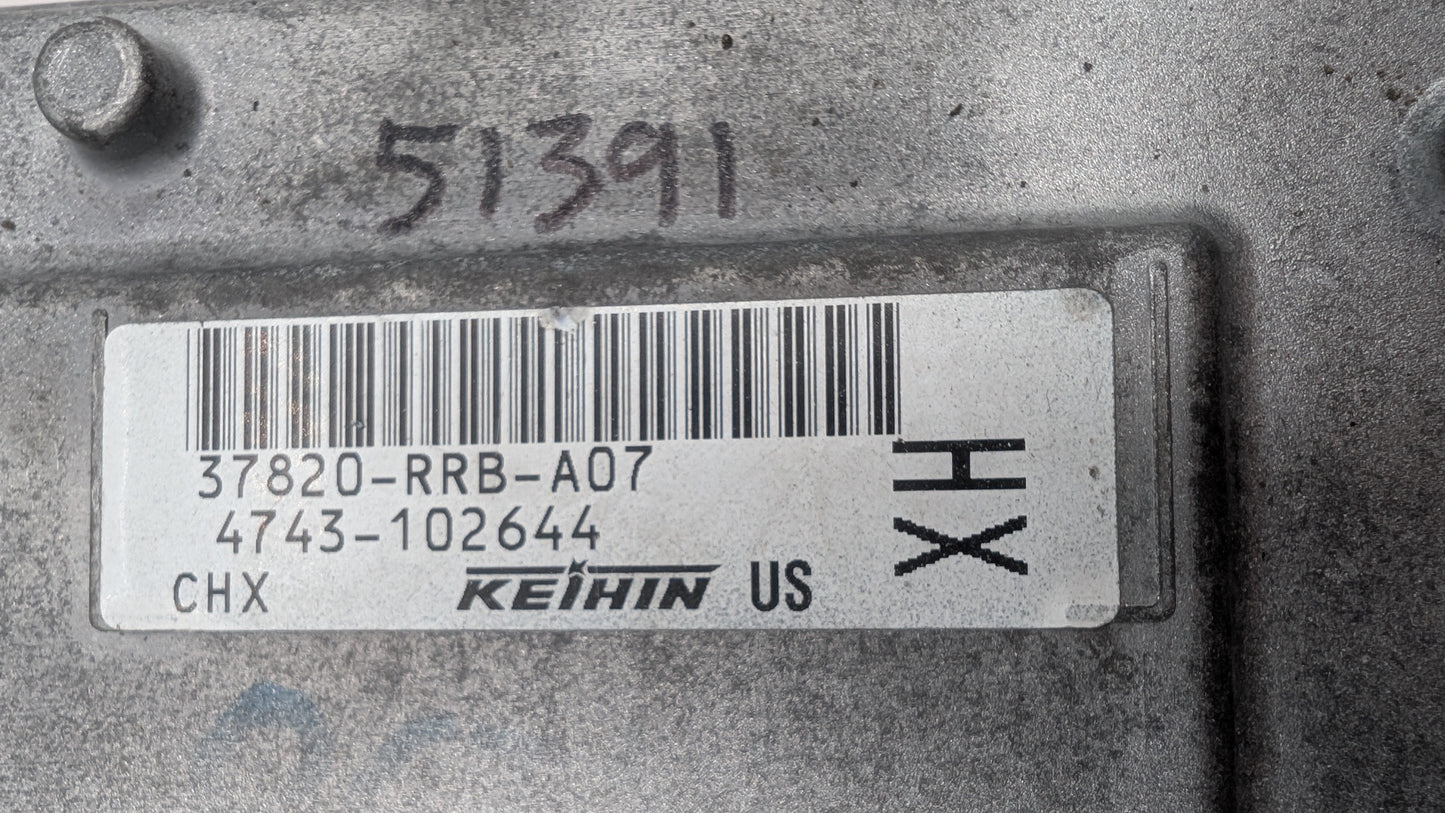 51391
37820-RRB-A07
4743-102644
CHX KEIHIN US
HX